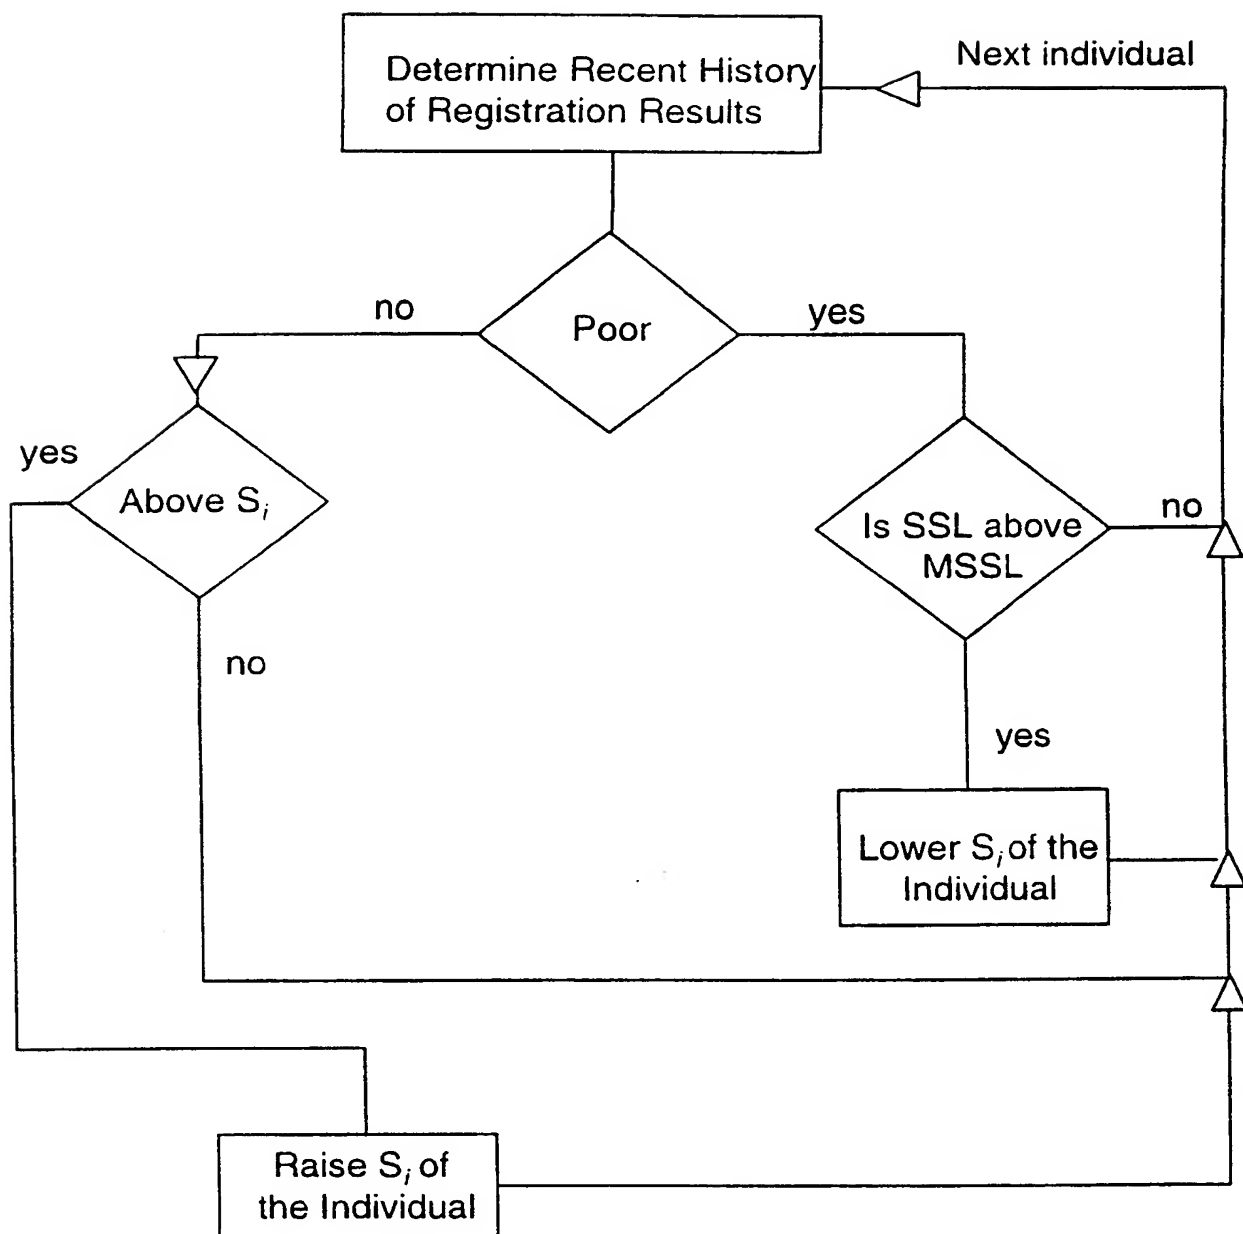 Next individual
Determine Recent History
of Registration Results
no
Poor
yes
yes
Above Si
Is SSL above
MSSL
no
no
yes
Lower Si of the
Individual
Raise Si of
the Individual